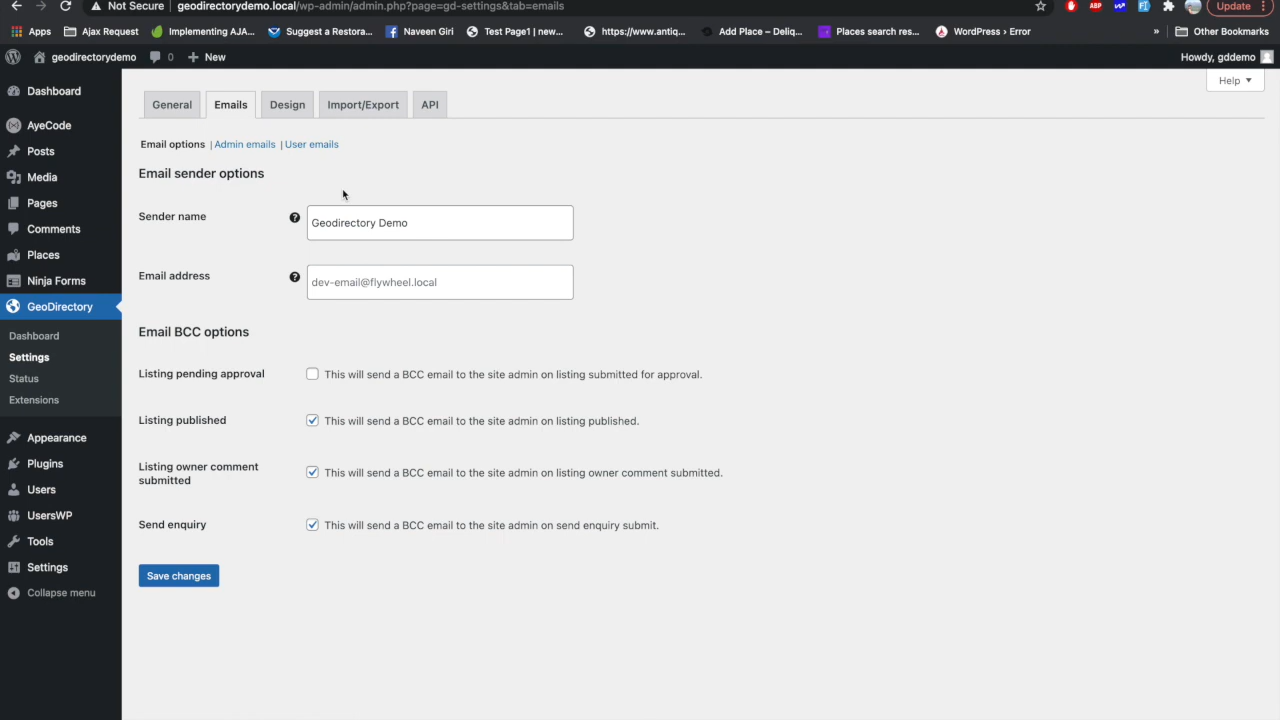 Not Secure | geodirectorydemo.local/wp-admin/admin.php?page=gd-settings&tab=emails
Update
Apps
Ajax Request
Implementing AJA...
Suggest a Restora...
Naveen Giri
Test Page1 | new...
https://www.antiq...
Add Place – Deliq...
Places search res...
WordPress › Error
»
Other Bookmarks
geodirectorydemo
0
New
Howdy, gddemo
Help
Dashboard
AyeCode
Posts
Media
Pages
Comments
Places
Ninja Forms
GeoDirectory
Dashboard
Settings
Status
Extensions
Appearance
Plugins
Users
UsersWP
Tools
Settings
Collapse menu
General
Emails
Design
Import/Export
API
Email options | Admin emails | User emails
Email sender options
Sender name
Geodirectory Demo
Email address
dev-email@flywheel.local
Email BCC options
Listing pending approval
This will send a BCC email to the site admin on listing submitted for approval.
Listing published
This will send a BCC email to the site admin on listing published.
Listing owner comment
submitted
This will send a BCC email to the site admin on listing owner comment submitted.
Send enquiry
This will send a BCC email to the site admin on send enquiry submit.
Save changes